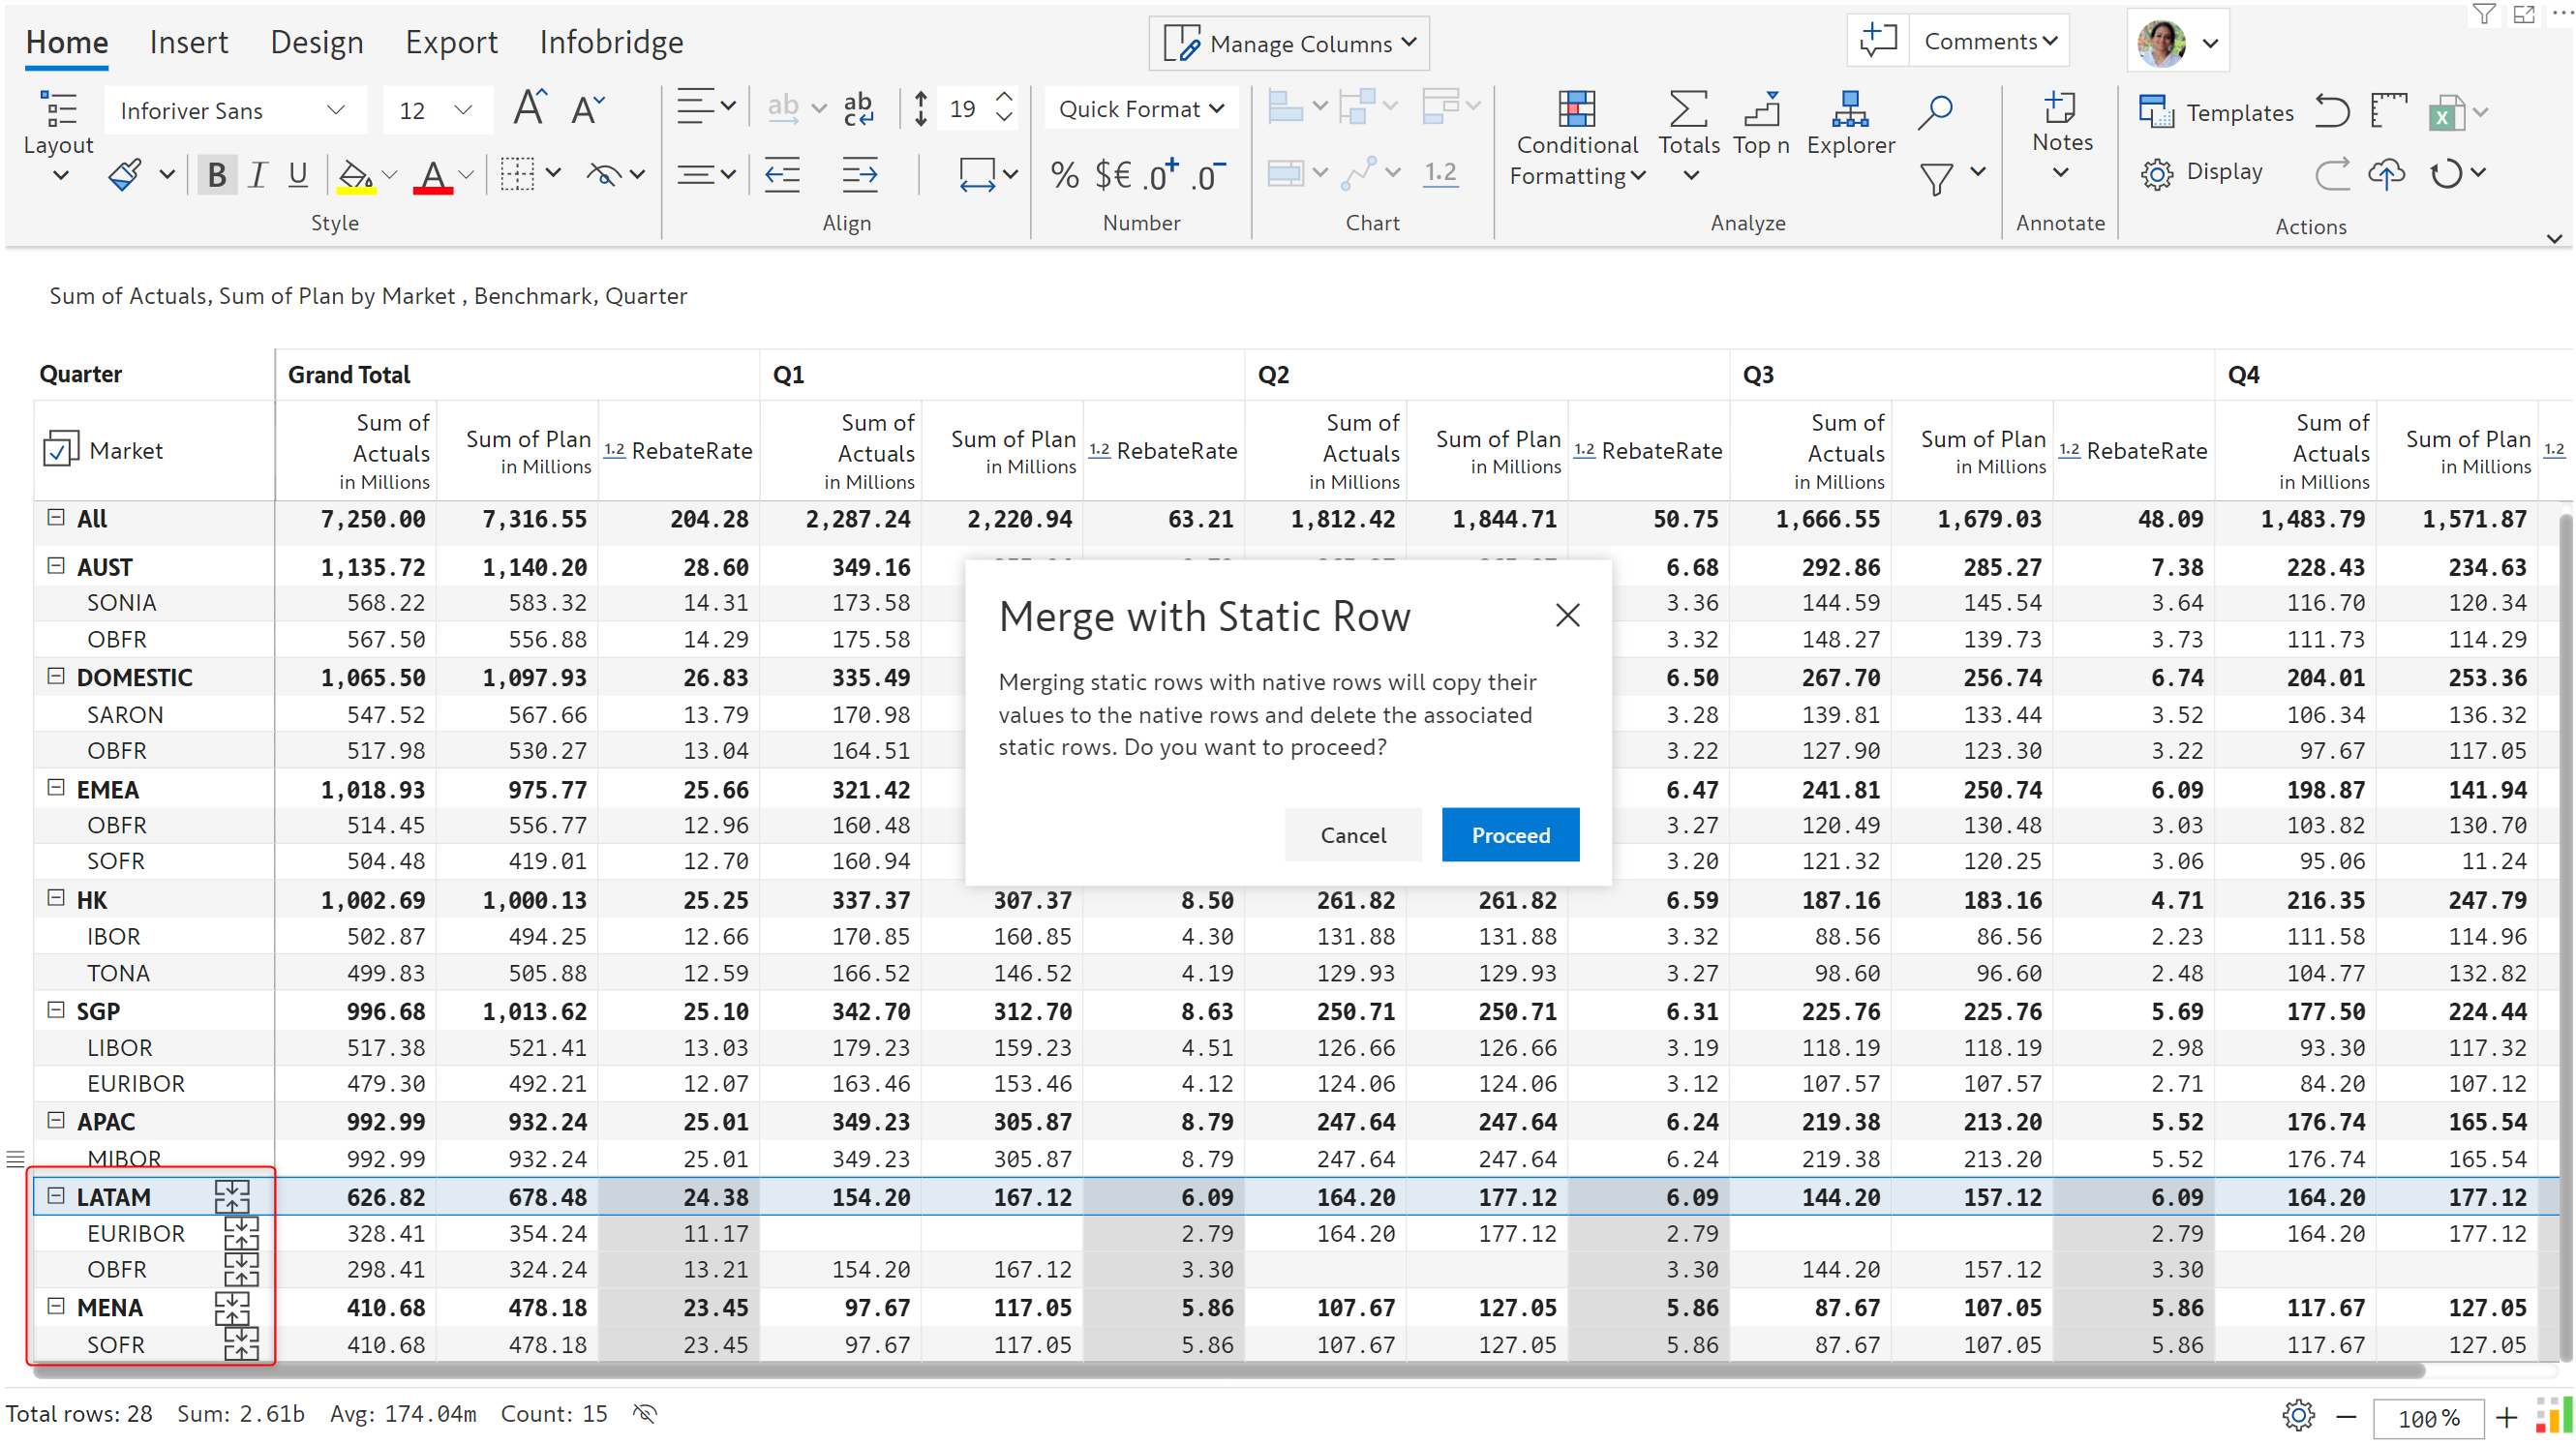 Home Insert Design Export Infobridge Manage Columns Comments
Layout Inforiver Sans 12 A A ab ab c 19 Quick Format Conditional Formatting Totals Top n Explorer Notes Templates
B I U A % $€ .0+ .0- 1.2 Display
Style Align Number Chart Analyze Annotate Actions
Sum of Actuals, Sum of Plan by Market , Benchmark, Quarter
Quarter Grand Total Q1 Q2 Q3 Q4
Market Sum of Actuals in Millions Sum of Plan in Millions 1.2 RebateRate Sum of Actuals in Millions Sum of Plan in Millions 1.2 RebateRate Sum of Actuals in Millions Sum of Plan in Millions 1.2 RebateRate Sum of Actuals in Millions Sum of Plan in Millions 1.2 RebateRate Sum of Actuals in Millions Sum of Plan in Millions 1.2
All 7,250.00 7,316.55 204.28 2,287.24 2,220.94 63.21 1,812.42 1,844.71 50.75 1,666.55 1,679.03 48.09 1,483.79 1,571.87
AUST 1,135.72 1,140.20 28.60 349.16 6.68 292.86 285.27 7.38 228.43 234.63
SONIA 568.22 583.32 14.31 173.58 3.36 144.59 145.54 3.64 116.70 120.34
OBFR 567.50 556.88 14.29 175.58 3.32 148.27 139.73 3.73 111.73 114.29
DOMESTIC 1,065.50 1,097.93 26.83 335.49 6.50 267.70 256.74 6.74 204.01 253.36
SARON 547.52 567.66 13.79 170.98 3.28 139.81 133.44 3.52 106.34 136.32
OBFR 517.98 530.27 13.04 164.51 3.22 127.90 123.30 3.22 97.67 117.05
EMEA 1,018.93 975.77 25.66 321.42 6.47 241.81 250.74 6.09 198.87 141.94
OBFR 514.45 556.77 12.96 160.48 3.27 120.49 130.48 3.03 103.82 130.70
SOFR 504.48 419.01 12.70 160.94 3.20 121.32 120.25 3.06 95.06 11.24
Merge with Static Row
Merging static rows with native rows will copy their
values to the native rows and delete the associated
static rows. Do you want to proceed?
Cancel Proceed
HK 1,002.69 1,000.13 25.25 337.37 307.37 8.50 261.82 261.82 6.59 187.16 183.16 4.71 216.35 247.79
IBOR 502.87 494.25 12.66 170.85 160.85 4.30 131.88 131.88 3.32 88.56 86.56 2.23 111.58 114.96
TONA 499.83 505.88 12.59 166.52 146.52 4.19 129.93 129.93 3.27 98.60 96.60 2.48 104.77 132.82
SGP 996.68 1,013.62 25.10 342.70 312.70 8.63 250.71 250.71 6.31 225.76 225.76 5.69 177.50 224.44
LIBOR 517.38 521.41 13.03 179.23 159.23 4.51 126.66 126.66 3.19 118.19 118.19 2.98 93.30 117.32
EURIBOR 479.30 492.21 12.07 163.46 153.46 4.12 124.06 124.06 3.12 107.57 107.57 2.71 84.20 107.12
APAC 992.99 932.24 25.01 349.23 305.87 8.79 247.64 247.64 6.24 219.38 213.20 5.52 176.74 165.54
MIBOR 992.99 932.24 25.01 349.23 305.87 8.79 247.64 247.64 6.24 219.38 213.20 5.52 176.74 165.54
LATAM 626.82 678.48 24.38 154.20 167.12 6.09 164.20 177.12 6.09 144.20 157.12 6.09 164.20 177.12
EURIBOR 328.41 354.24 11.17 2.79 164.20 177.12 2.79 2.79 164.20 177.12
OBFR 298.41 324.24 13.21 154.20 167.12 3.30 3.30 144.20 157.12 3.30
MENA 410.68 478.18 23.45 97.67 117.05 5.86 107.67 127.05 5.86 87.67 107.05 5.86 117.67 127.05
SOFR 410.68 478.18 23.45 97.67 117.05 5.86 107.67 127.05 5.86 87.67 107.05 5.86 117.67 127.05
Total rows: 28 Sum: 2.61b Avg: 174.04m Count: 15 100%